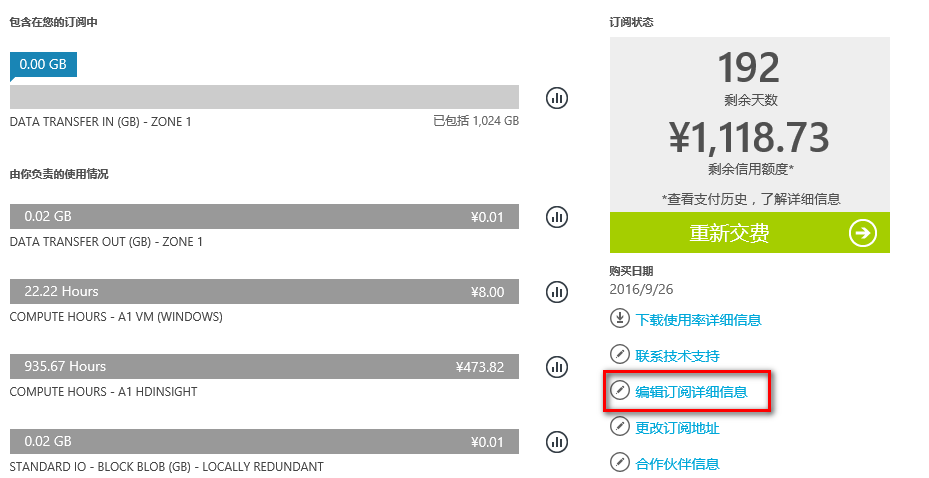 包含在您的订阅中
0.00 GB
DATA TRANSFER IN (GB) - ZONE 1
已包括 1,024 GB
由你负责的使用情况
0.02 GB
¥0.01
DATA TRANSFER OUT (GB) - ZONE 1
22.22 Hours
¥8.00
COMPUTE HOURS - A1 VM (WINDOWS)
935.67 Hours
¥473.82
COMPUTE HOURS - A1 HDINSIGHT
0.02 GB
¥0.01
STANDARD IO - BLOCK BLOB (GB) - LOCALLY REDUNDANT
订阅状态
192
剩余天数
¥1,118.73
剩余信用额度*
*查看支付历史，了解详细信息
重新交费
购买日期
2016/9/26
下载使用率详细信息
联系技术支持
编辑订阅详细信息
更改订阅地址
合作伙伴信息